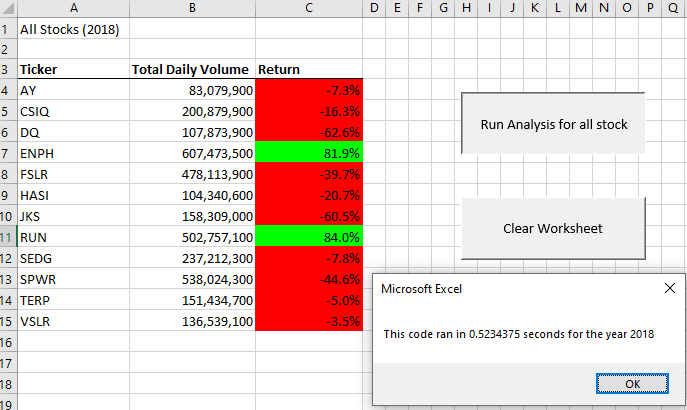 A B C D E F G H I J K L M N O P Q
1 All Stocks (2018)
2
3 Ticker Total Daily Volume Return
4 AY 83,079,900 -7.3%
5 CSIQ 200,879,900 -16.3%
6 DQ 107,873,900 -62.6%
7 ENPH 607,473,500 81.9%
8 FSLR 478,113,900 -39.7%
9 HASI 104,340,600 -20.7%
10 JKS 158,309,000 -60.5%
11 RUN 502,757,100 84.0%
12 SEDG 237,212,300 -7.8%
13 SPWR 538,024,300 -44.6%
14 TERP 151,434,700 -5.0%
15 VSLR 136,539,100 -3.5%
16
17
18
19
Run Analysis for all stock
Clear Worksheet
Microsoft Excel
This code ran in 0.5234375 seconds for the year 2018
OK